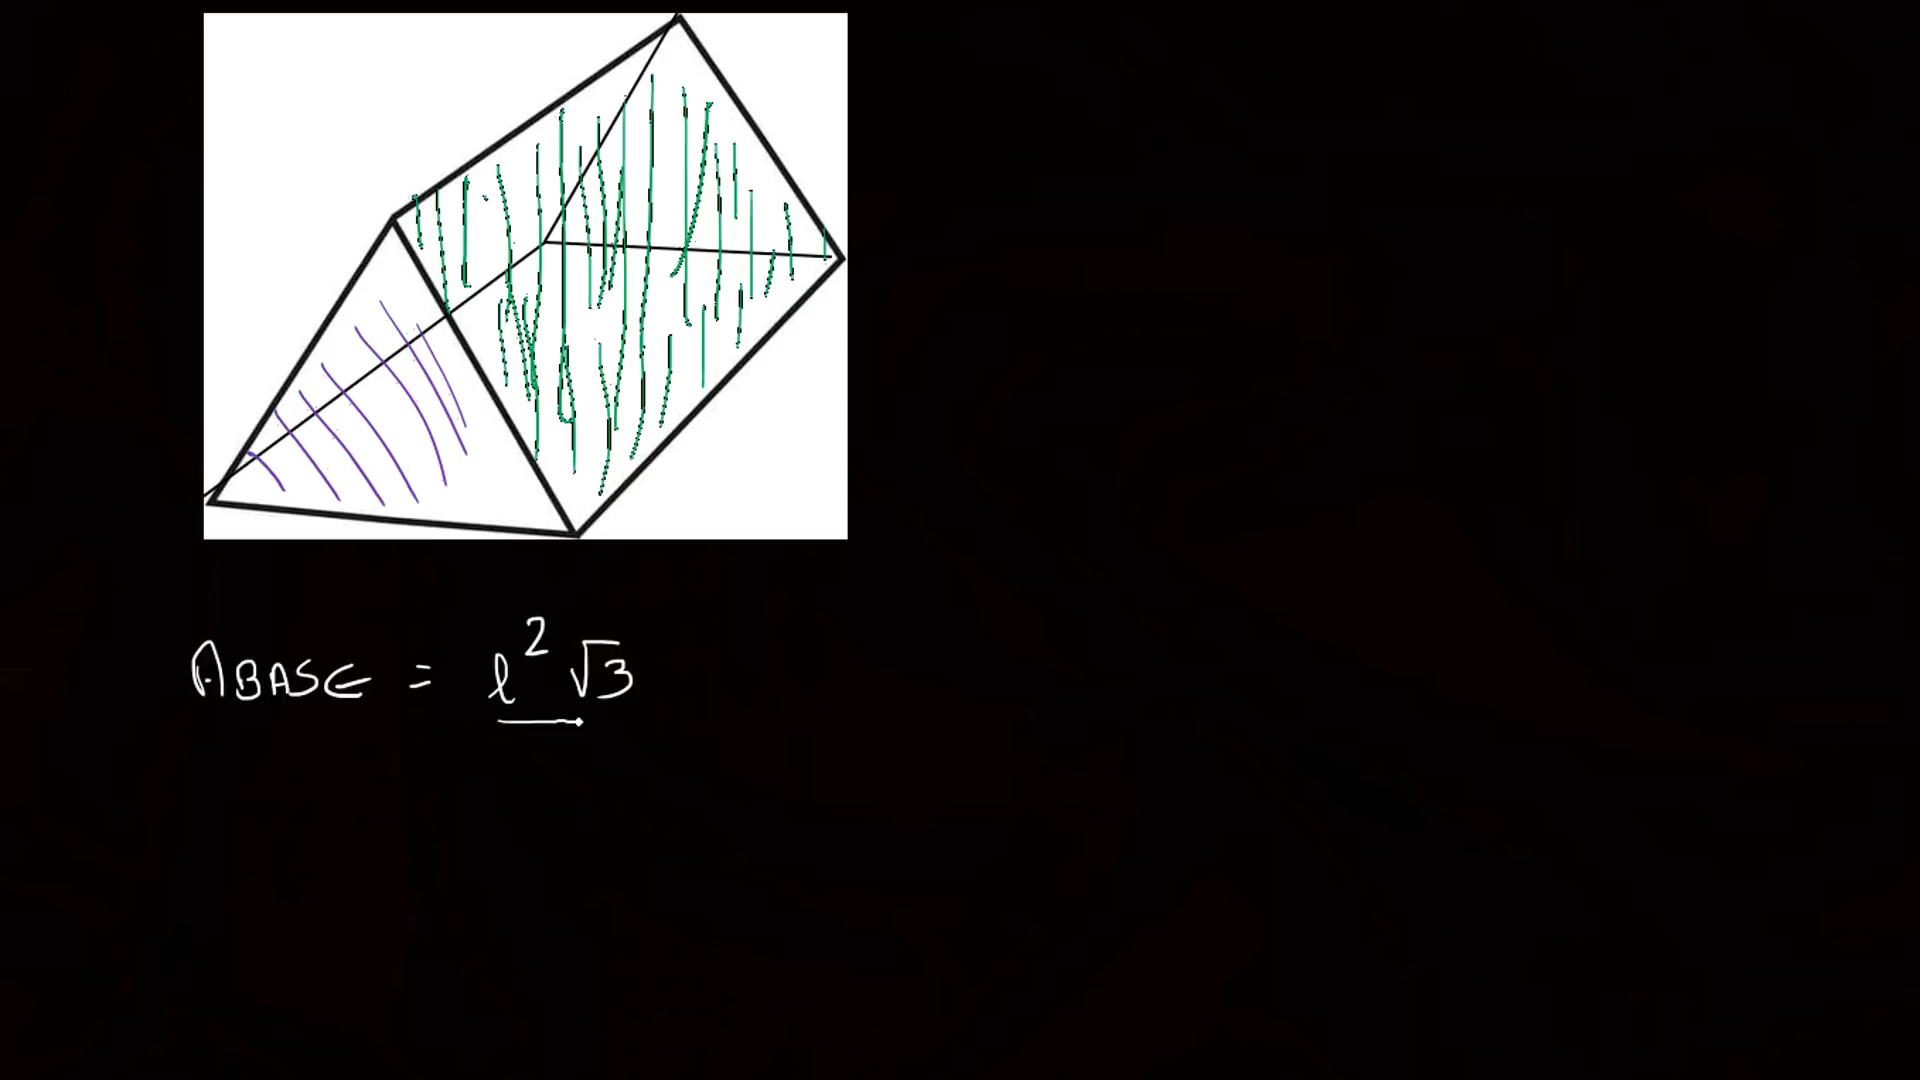 ABASE = l² √3